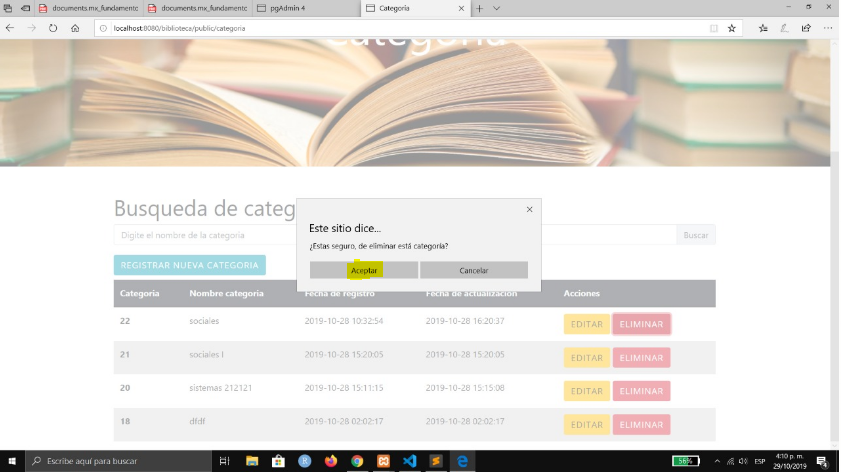 documents.mx_fundamentc
documents.mx_fundamentc
pgAdmin 4
Categoria
localhost:8080/biblioteca/public/categoria
Categoria
Busqueda de categ
Digite el nombre de la categoria
Buscar
REGISTRAR NUEVA CATEGORIA
Este sitio dice...
¿Estas seguro, de eliminar está categoría?
Aceptar
Cancelar
Categoria Nombre categoria Fecha de registro Fecha de actualizacion Acciones
22 sociales 2019-10-28 10:32:54 2019-10-28 16:20:37 EDITAR ELIMINAR
21 sociales I 2019-10-28 15:20:05 2019-10-28 15:20:05 EDITAR ELIMINAR
20 sistemas 212121 2019-10-28 15:11:15 2019-10-28 15:15:08 EDITAR ELIMINAR
18 dfdf 2019-10-28 02:02:17 2019-10-28 02:02:17 EDITAR ELIMINAR
Escribe aquí para buscar
56%
ESP
4:10 p. m.
29/10/2019